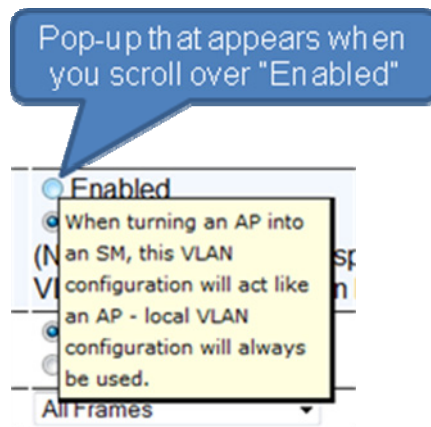 Pop-up that appears when
you scroll over "Enabled"
Enabled
When turning an AP into
an SM, this VLAN
configuration will act like
an AP - local VLAN
configuration will always
be used.
All Frames